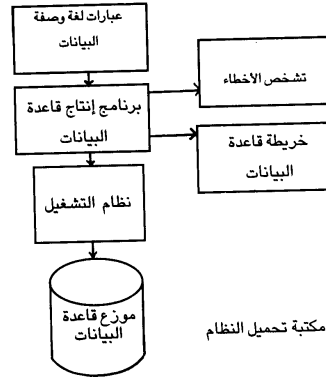 عبارات لغة وصفة
البيانات
تشخص الأخطاء
برنامج إنتاج قاعدة
البيانات
خريطة قاعدة
البيانات
نظام التشغيل
موزع قاعدة
البيانات
مكتبة تحميل النظام